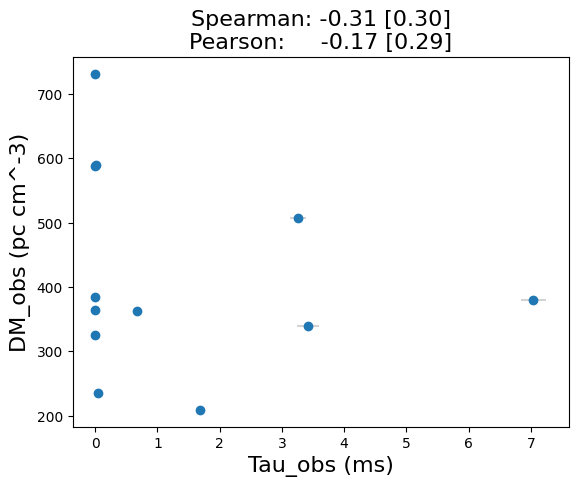 Spearman: -0.31 [0.30]
Pearson: -0.17 [0.29]
DM_obs (pc cm^-3)
700
600
500
400
300
200
0 1 2 3 4 5 6 7
Tau_obs (ms)